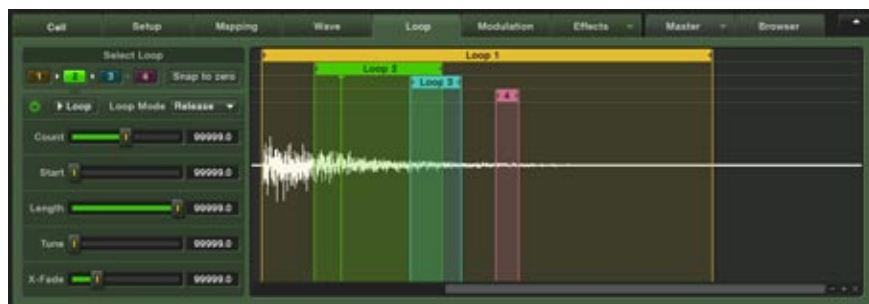 Cell Setup Mapping Wave Loop Modulation Effects Master Browser
Select Loop
1 2 3 4 Snap to zero
Loop Loop Mode Release
Count 99999.0
Start 99999.0
Length 99999.0
Tune 99999.0
X-Fade 99999.0
Loop 1
Loop 2
Loop 3
4